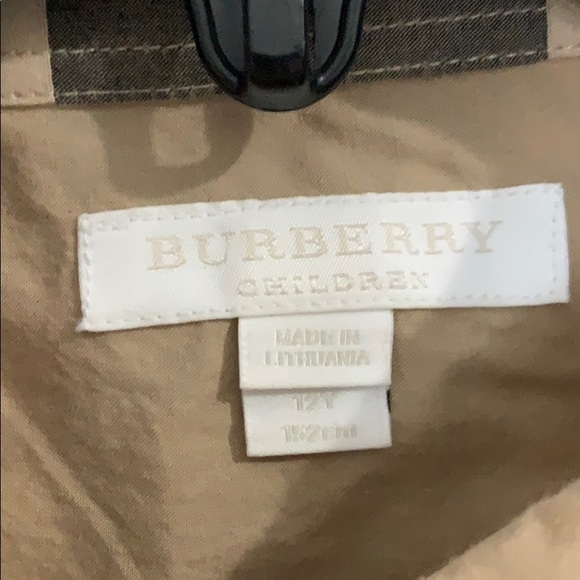 BURBERRY
CHILDREN
MADE IN
LITHUANIA
12Y
152cm